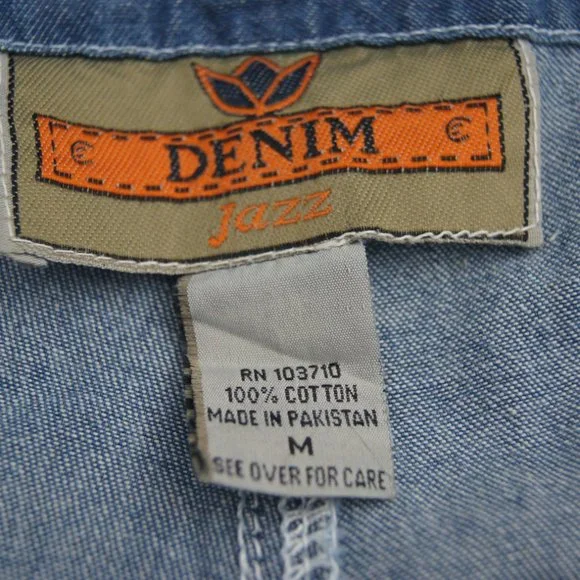 DENIM
jazz
RN 103710
100% COTTON
MADE IN PAKISTAN
M
SEE OVER FOR CARE